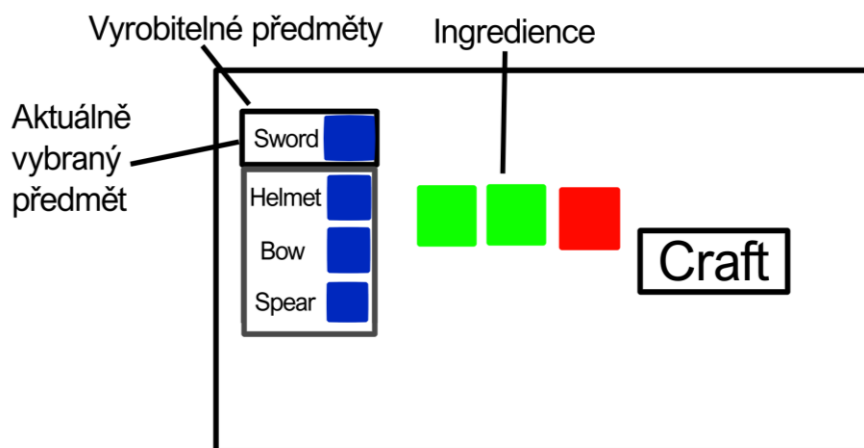 Vyrobitelné předměty
Ingredience
Aktuálně
vybraný
předmět
Sword
Helmet
Bow
Spear
Craft